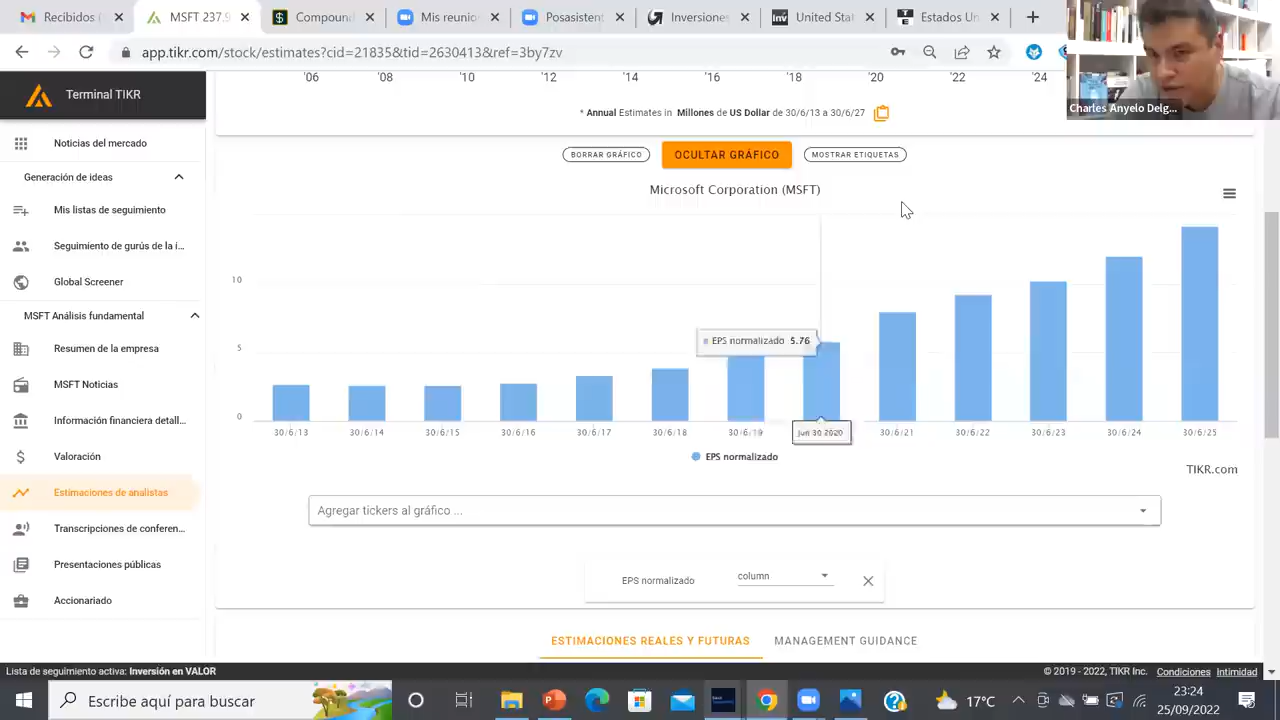 Recibidos (
MSFT 237.9
Compound
Mis reunio
Posasistent
Inversiones
United Stat
Estados Un
app.tikr.com/stock/estimates?cid=21835&tid=2630413&ref=3by7zv
Charles Anyelo Delg...
Terminal TIKR
Noticias del mercado
Generación de ideas
Mis listas de seguimiento
Seguimiento de gurús de la í...
Global Screener
MSFT Análisis fundamental
Resumen de la empresa
MSFT Noticias
Información financiera detall...
Valoración
Estimaciones de analistas
Transcripciones de conferen...
Presentaciones públicas
Accionariado
'06 '08 '10 '12 '14 '16 '18 '20 '22 '24
* Annual Estimates in Millones de US Dollar de 30/6/13 a 30/6/27
BORRAR GRÁFICO
OCULTAR GRÁFICO
MOSTRAR ETIQUETAS
Microsoft Corporation (MSFT)
10
5
0
EPS normalizado 5.76
30/6/13 30/6/14 30/6/15 30/6/16 30/6/17 30/6/18 30/6/19 Jun 30 2020 30/6/21 30/6/22 30/6/23 30/6/24 30/6/25
EPS normalizado
TIKR.com
Agregar tickers al gráfico ...
EPS normalizado
column
ESTIMACIONES REALES Y FUTURAS
MANAGEMENT GUIDANCE
Lista de seguimiento activa: Inversión en VALOR
© 2019 - 2022, TIKR Inc. Condiciones Intimidad
Escribe aquí para buscar
17°C
23:24
25/09/2022